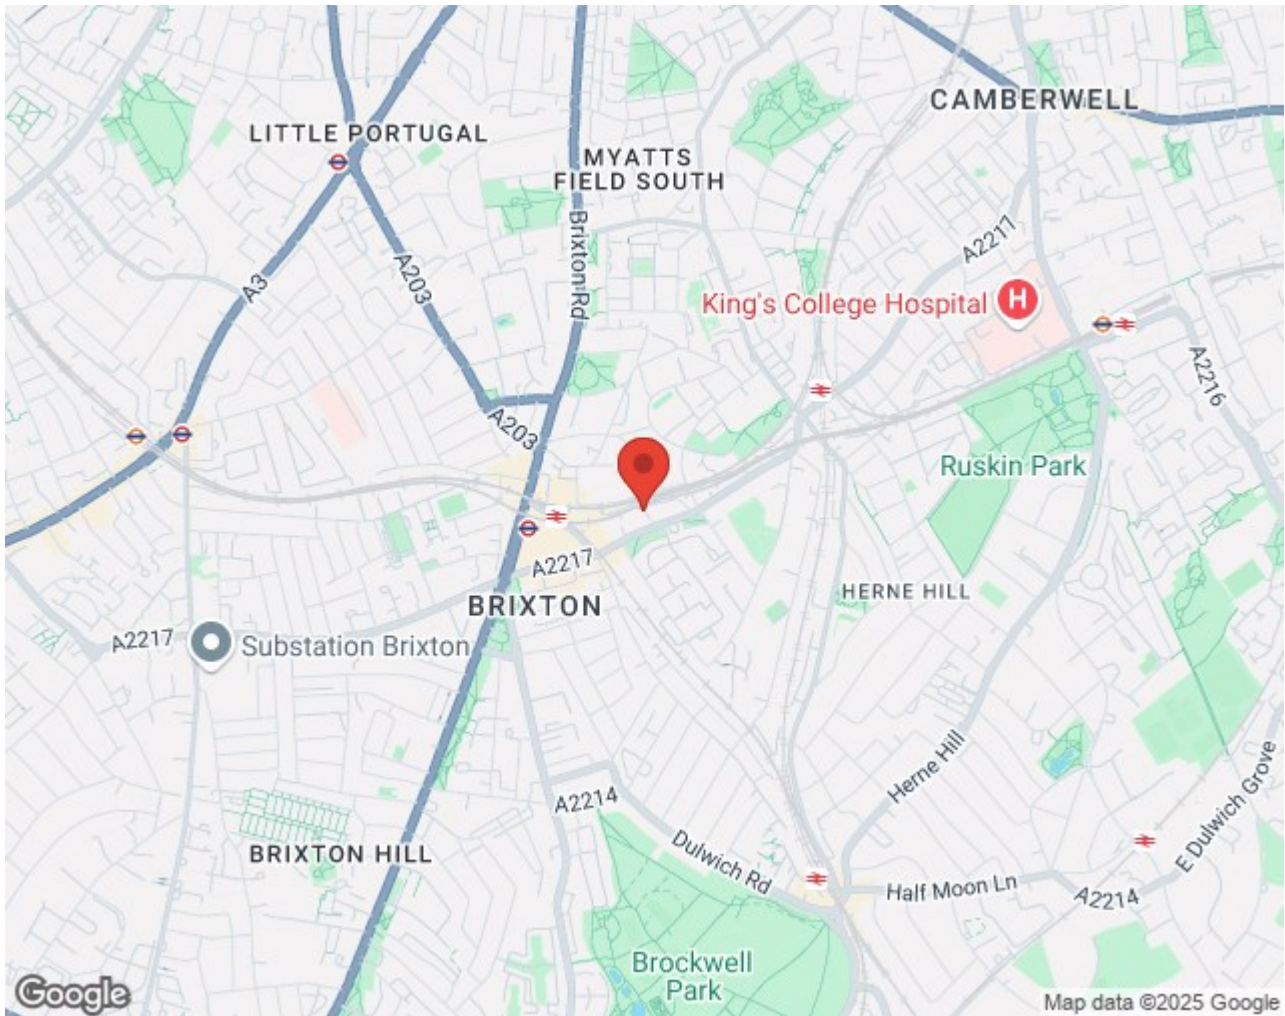 CAMBERWELL
LITTLE PORTUGAL
MYATTS
FIELD SOUTH
Brixton Rd
A2217
A3
A203
King's College Hospital
H
A2216
A203
Ruskin Park
A2217
HERNE HILL
BRIXTON
A2217
Substation Brixton
Herne Hill
E Dulwich Grove
A2214
BRIXTON HILL
Dulwich Rd
Half Moon Ln
A2214
Brockwell
Park
Google
Map data ©2025 Google